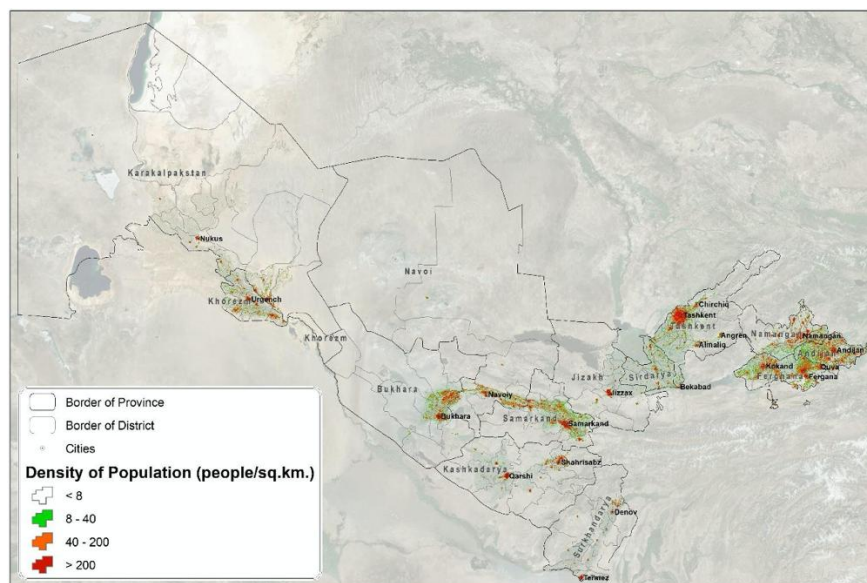 Karakalpakstan
Nukus
Khorezm
Urgench
Khorezm
Navoi
Chirchiq
Tashkent
Tashkent
Angren
Almaliq
Namangan
Namangan
Andijan
Andijan
Kokand
Quva
Ferghana
Fergana
Sirdarya
Bekabad
Jizakh
Jizzax
Bukhara
Navoiy
Bukhara
Samarkand
Samarkand
Shahrisabz
Kashkadarya
Qarshi
Surkhandarya
Denov
Termez
Border of Province
Border of District
Cities
Density of Population (people/sq.km.)
< 8
8 - 40
40 - 200
> 200